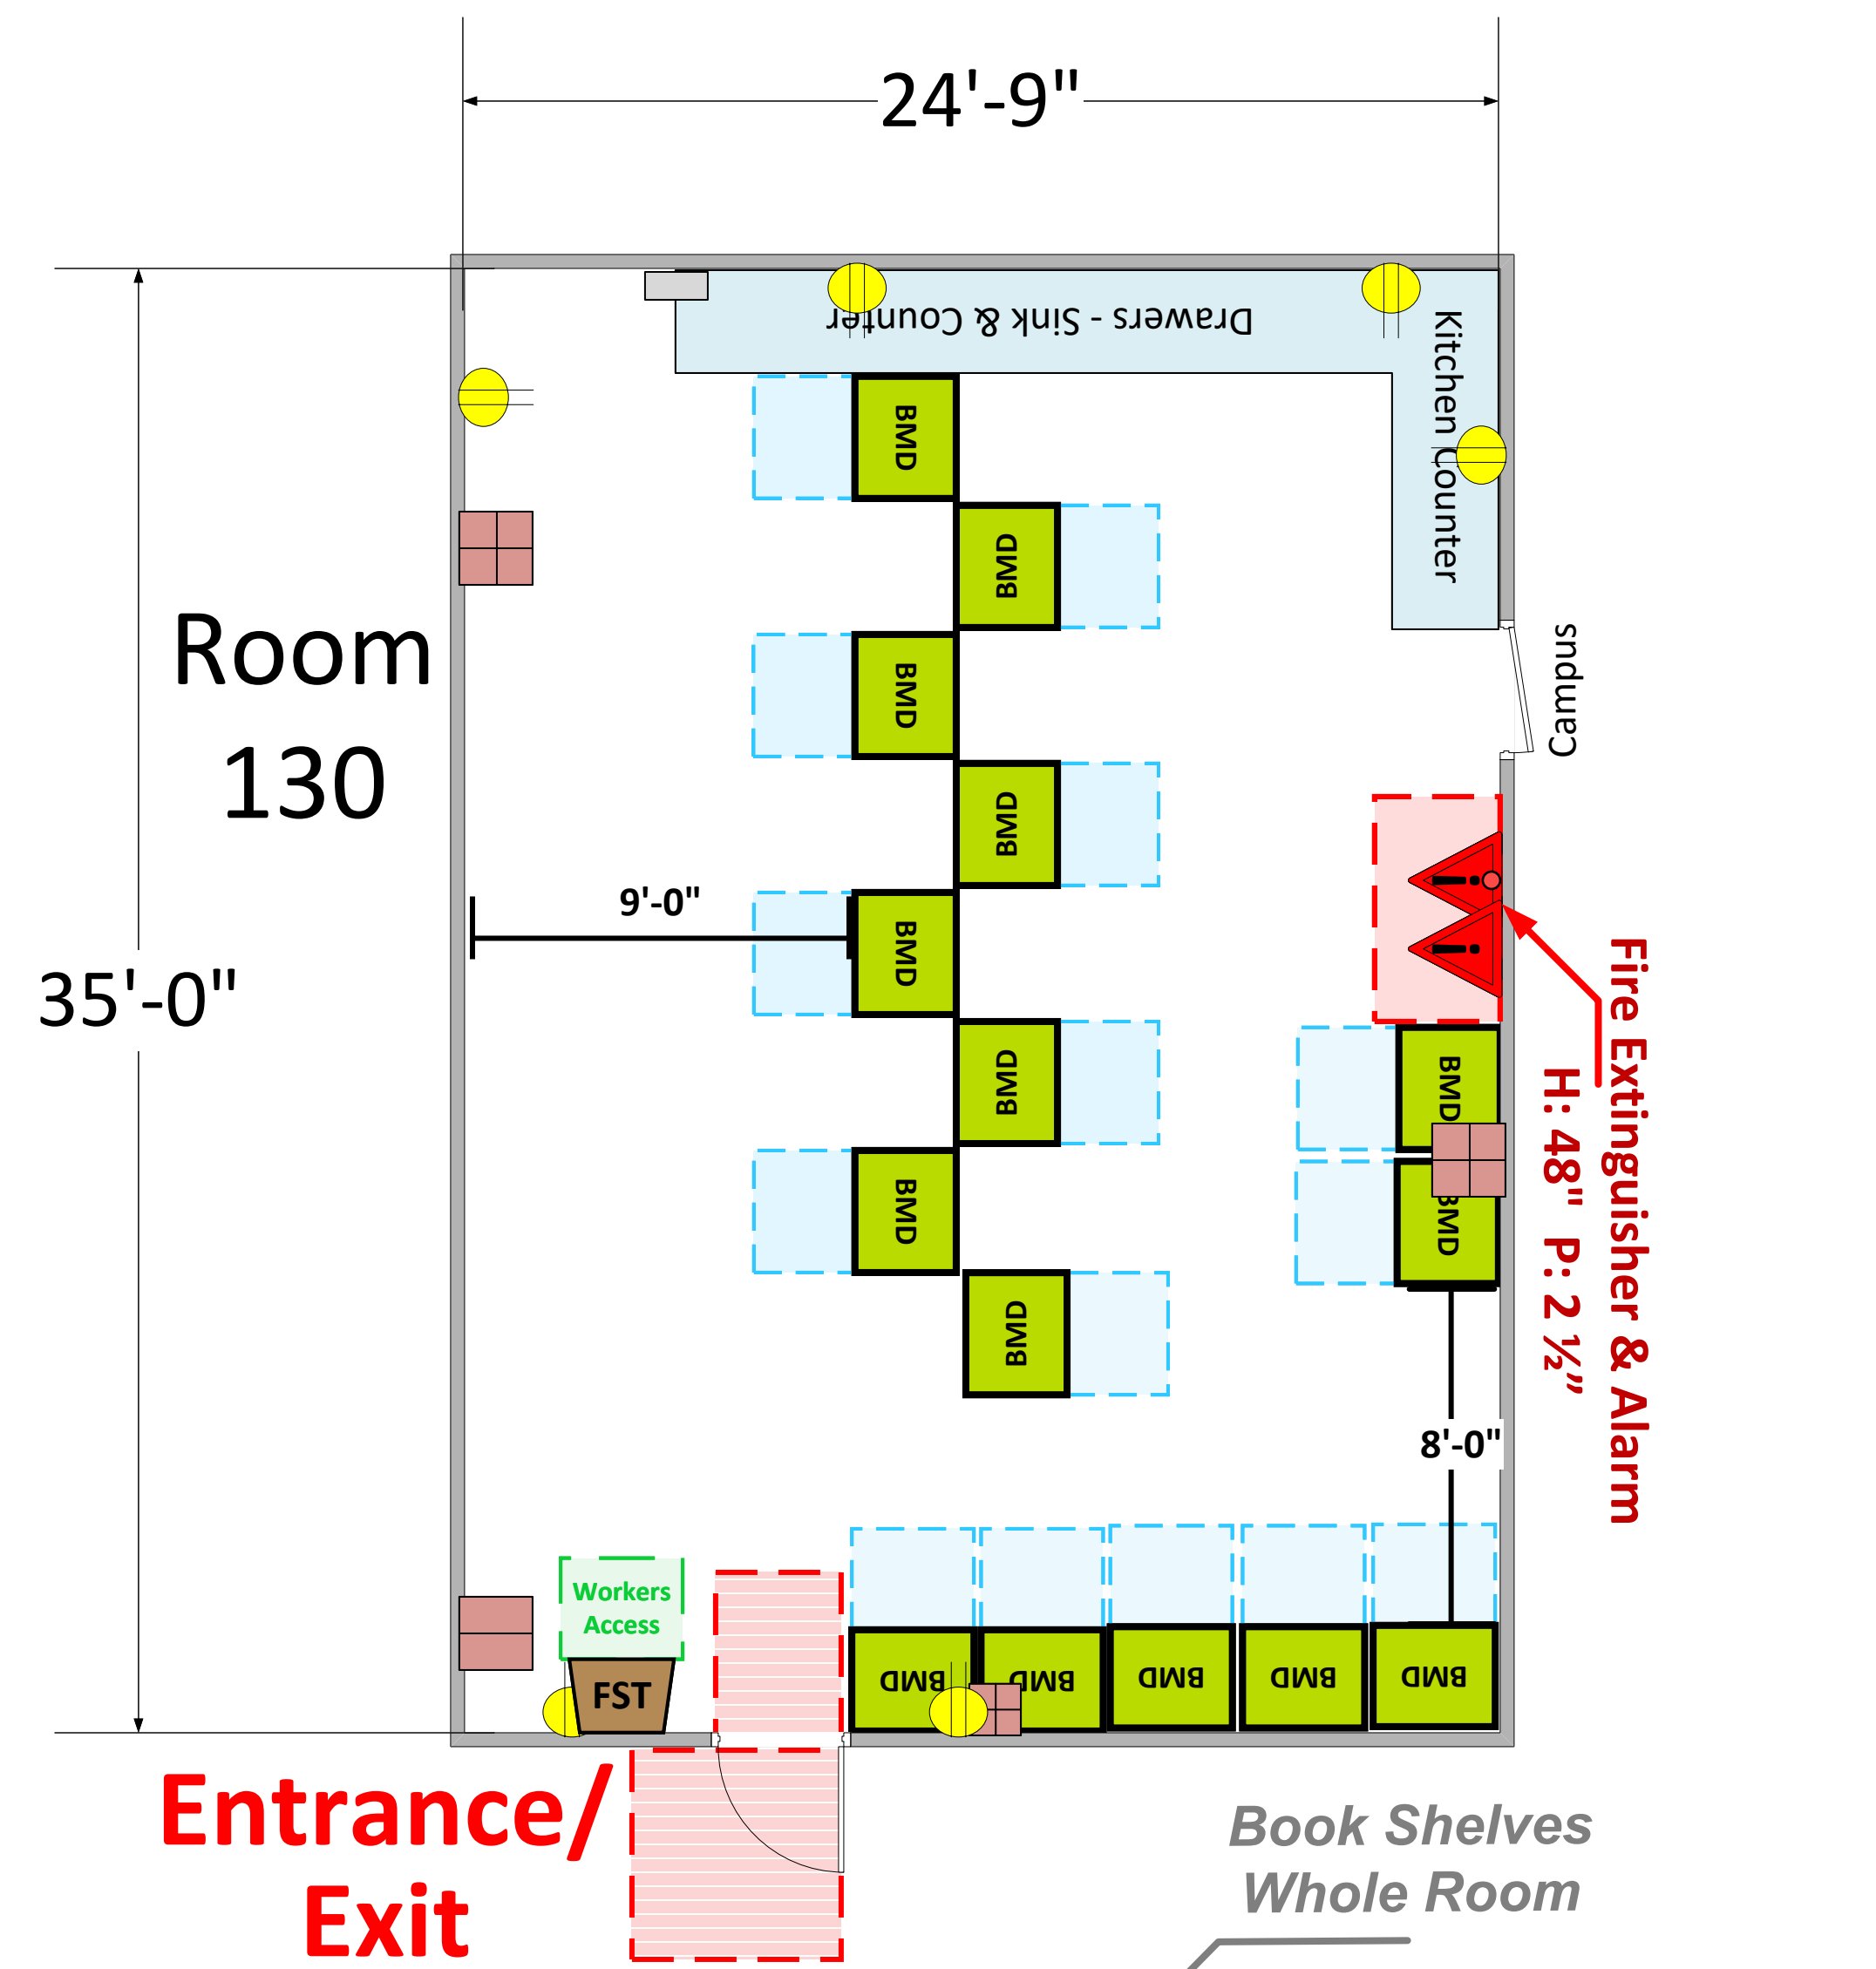 24'-9"
Drawers - Sink & Counter
Kitchen Counter
BMD
BMD
Room
130
BMD
Campus
BMD
9'-0"
BMD
35'-0"
Fire Extinguisher & Alarm
H: 48" P: 2 ½”
BMD
BMD
BMD
BMD
BMD
8'-0"
Workers
Access
FST
BMD
BMD
BMD
BMD
BMD
Entrance/
Exit
Book Shelves
Whole Room